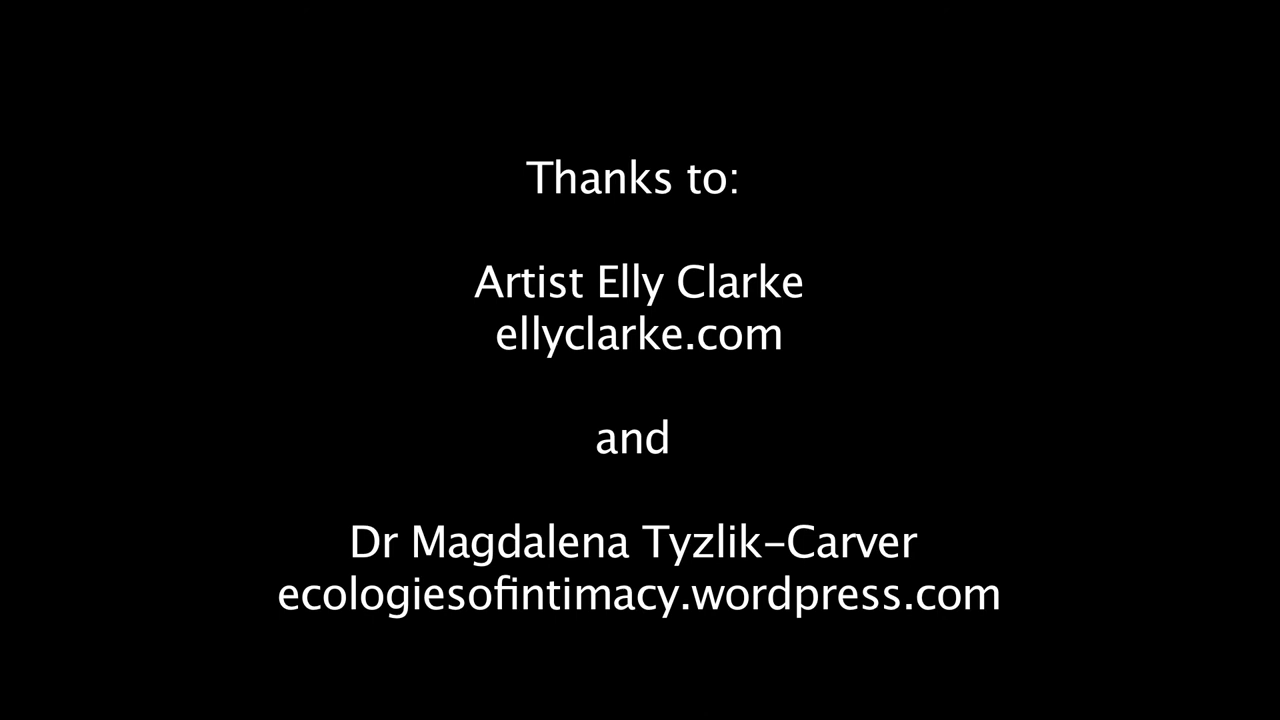 Thanks to:
Artist Elly Clarke
ellyclarke.com
and
Dr Magdalena Tyzlik-Carver
ecologiesofintimacy.wordpress.com